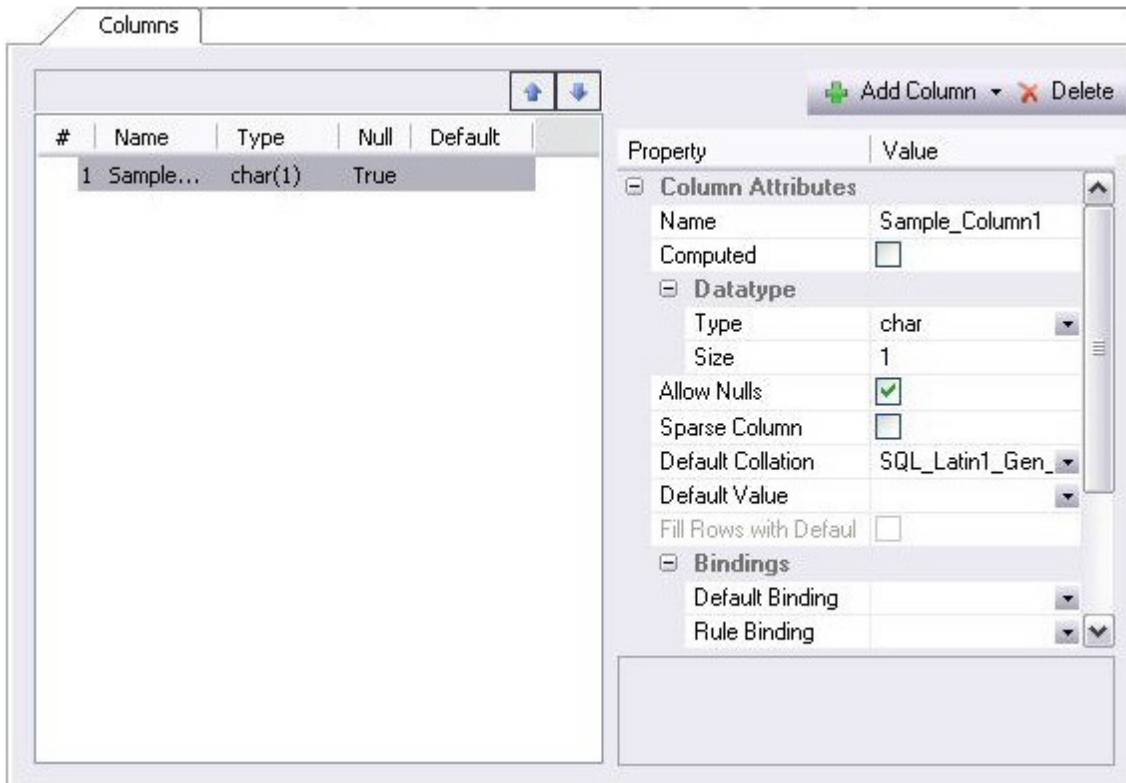 Columns
Add Column Delete
# Name Type Null Default
1 Sample... char(1) True
Property Value
Column Attributes
Name Sample_Column1
Computed
Datatype
Type char
Size 1
Allow Nulls
Sparse Column
Default Collation SQL_Latin1_Gen_
Default Value
Fill Rows with Defaul
Bindings
Default Binding
Rule Binding